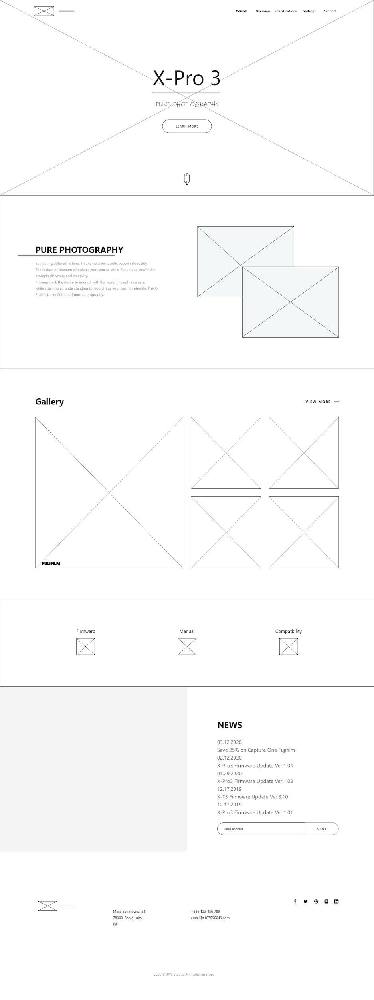 X-Pro3 Overview Specifications Gallery Support
X-Pro 3
PURE PHOTOGRAPHY
LEARN MORE
PURE PHOTOGRAPHY
Something different is here. This camera turns anticipation into reality.
The texture of titanium stimulates your senses, while the unique viewfinder
prompts discovery and creativity.
It brings back the desire to interact with the world through a camera,
while attaining an understanding to record it as your own for eternity. The X-
Pro3 is the definition of pure photography.
Gallery
VIEW MORE
FULIFILM
Firmware
Manual
Compatbility
NEWS
03.12.2020
Save 25% on Capture One Fujifilm
02.12.2020
X-Pro3 Firmware Update Ver.1.04
01.29.2020
X-Pro3 Firmware Update Ver.1.03
12.17.2019
X-T3 Firmware Update Ver.3.10
12.17.2019
X-Pro3 Firmware Update Ver.1.01
Email Address
SENT
Mese Selimovica, 52
78000, Banja Luka
BiH
+886 123 456 789
email@t107590049.com
2020 © JJW Studio. All rights reserved